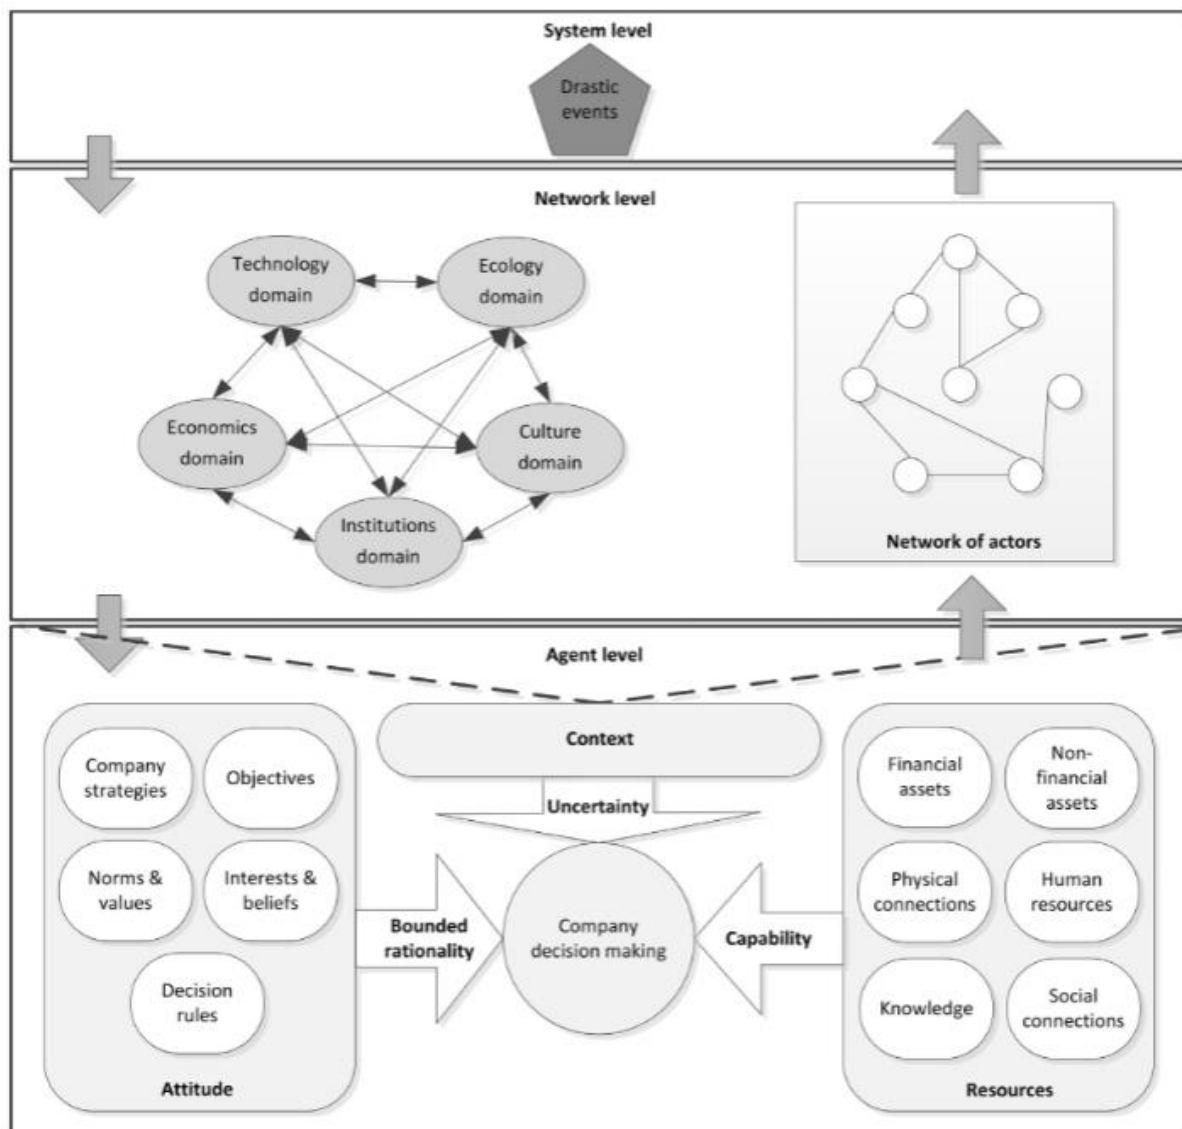 System level
Drastic
events
Network level
Technology
domain
Ecology
domain
Economics
domain
Culture
domain
Institutions
domain
Network of actors
Agent level
Context
Uncertainty
Company
strategies
Objectives
Norms &
values
Interests &
beliefs
Decision
rules
Attitude
Bounded
rationality
Company
decision making
Capability
Financial
assets
Non-
financial
assets
Physical
connections
Human
resources
Knowledge
Social
connections
Resources